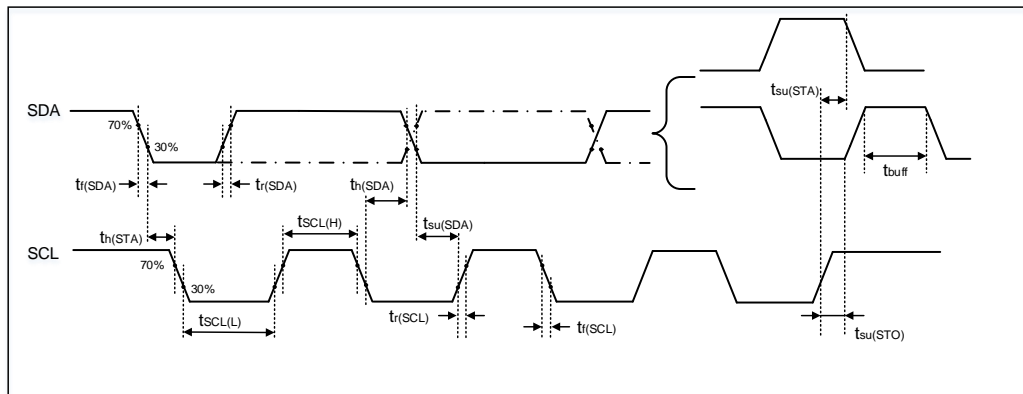 tsu(STA)
SDA
70%
30%
tbuff
tf(SDA)
tr(SDA)
th(SDA)
th(STA)
tSCL(H)
tsu(SDA)
SCL
70%
30%
tSCL(L)
tr(SCL)
tf(SCL)
tsu(STO)